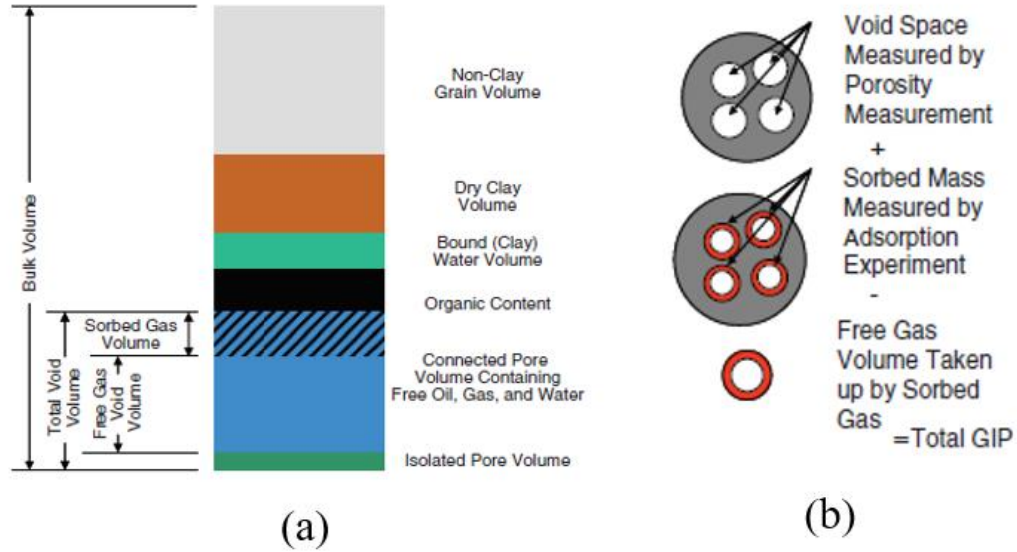 Bulk Volume
Total Void
Volume
Sorbed Gas
Volume
Free Gas
Void
Volume
Non-Clay
Grain Volume
Dry Clay
Volume
Bound (Clay)
Water Volume
Organic Content
Connected Pore
Volume Containing
Free Oil, Gas, and Water
Isolated Pore Volume
(a)
Void Space
Measured by
Porosity
Measurement
+
Sorbed Mass
Measured by
Adsorption
Experiment
-
Free Gas
Volume Taken
up by Sorbed
Gas
=Total GIP
(b)